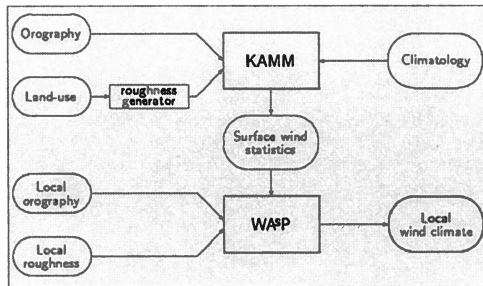 Orography
KAMM
Climatology
Land-use
roughness
generator
Surface wind
statistics
Local
orography
WAsP
Local
wind climate
Local
roughness